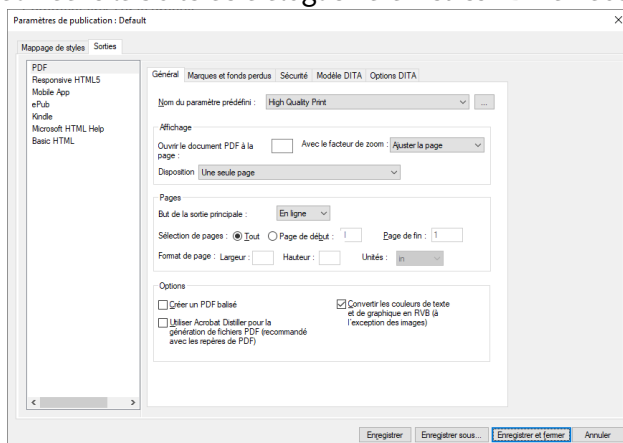 Paramètres de publication : Default
Mappage de styles Sorties
PDF
Responsive HTML5
Mobile App
ePub
Kindle
Microsoft HTML Help
Basic HTML
Général Marques et fonds perdus Sécurité Modèle DITA Options DITA
Nom du paramètre prédéfini : High Quality Print ...
Affichage
Ouvrir le document PDF à la
page :
Avec le facteur de zoom : Ajuster la page
Disposition Une seule page
Pages
But de la sortie principale : En ligne
Sélection de pages : Tout Page de début : 1 Page de fin : 1
Format de page : Largeur : Hauteur : Unités : in
Options
Créer un PDF balisé
Utiliser Acrobat Distiller pour la
génération de fichiers PDF (recommandé
avec les repères de PDF)
Convertir les couleurs de texte
et de graphique en RVB (à
l'exception des images)
Enregistrer Enregistrer sous... Enregistrer et fermer Annuler